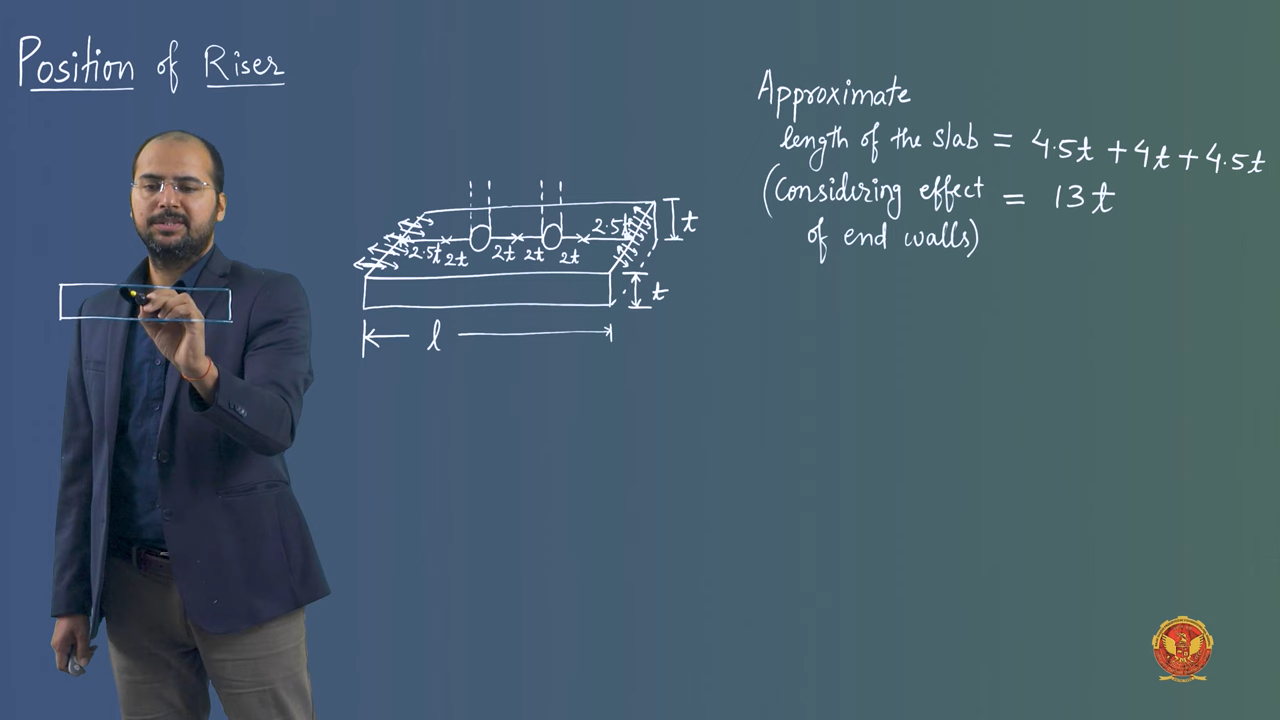 Position of Riser
Approximate
length of the slab = 4.5t + 4t + 4.5t
(Considering effect = 13t
of end walls)
2.5t
t
2.5t 2t 2t 2t 2t
t
l